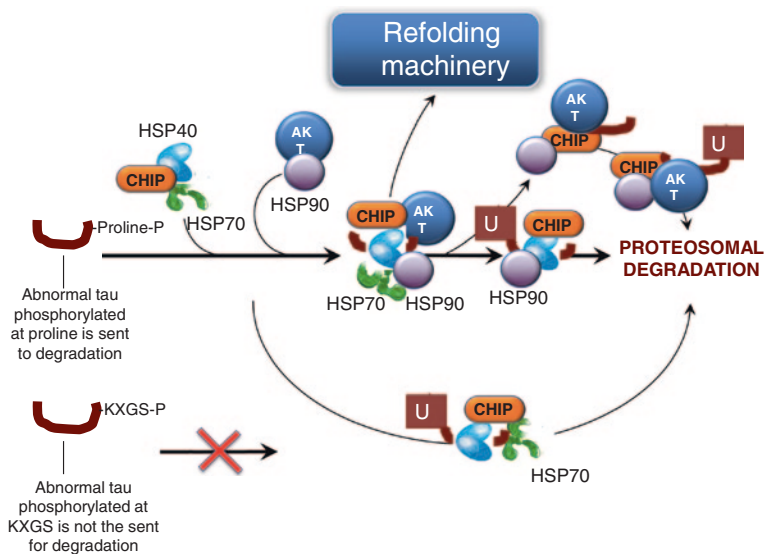 Refolding
machinery
HSP40
CHIP
HSP70
AK
T
HSP90
AK
T
CHIP
CHIP
AK
T
U
-Proline-P
CHIP
AK
T
U
CHIP
HSP70
HSP90
HSP90
PROTEOSOMAL
DEGRADATION
Abnormal tau
phosphorylated
at proline is sent
to degradation
-KXGS-P
U
CHIP
HSP70
Abnormal tau
phosphorylated at
KXGS is not the sent
for degradation